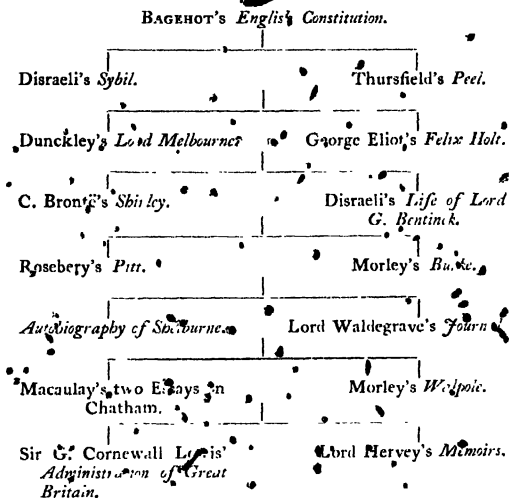 BAGEHOT'S English Constitution.
Disraeli's Sybil. Thursfield's Peel.
Dunckley's Lord Melbourne George Eliot's Felix Holt.
C. Brontë's Shirley. Disraeli's Life of Lord
G. Bentinck.
Rosebery's Pitt. Morley's Burke.
Autobiography of Shelburne. Lord Waldegrave's Journal
Macaulay's two Essays on Morley's Walpole.
Chatham.
Sir G. Cornewall Lewis' Lord Hervey's Memoirs.
Administration of Great
Britain.